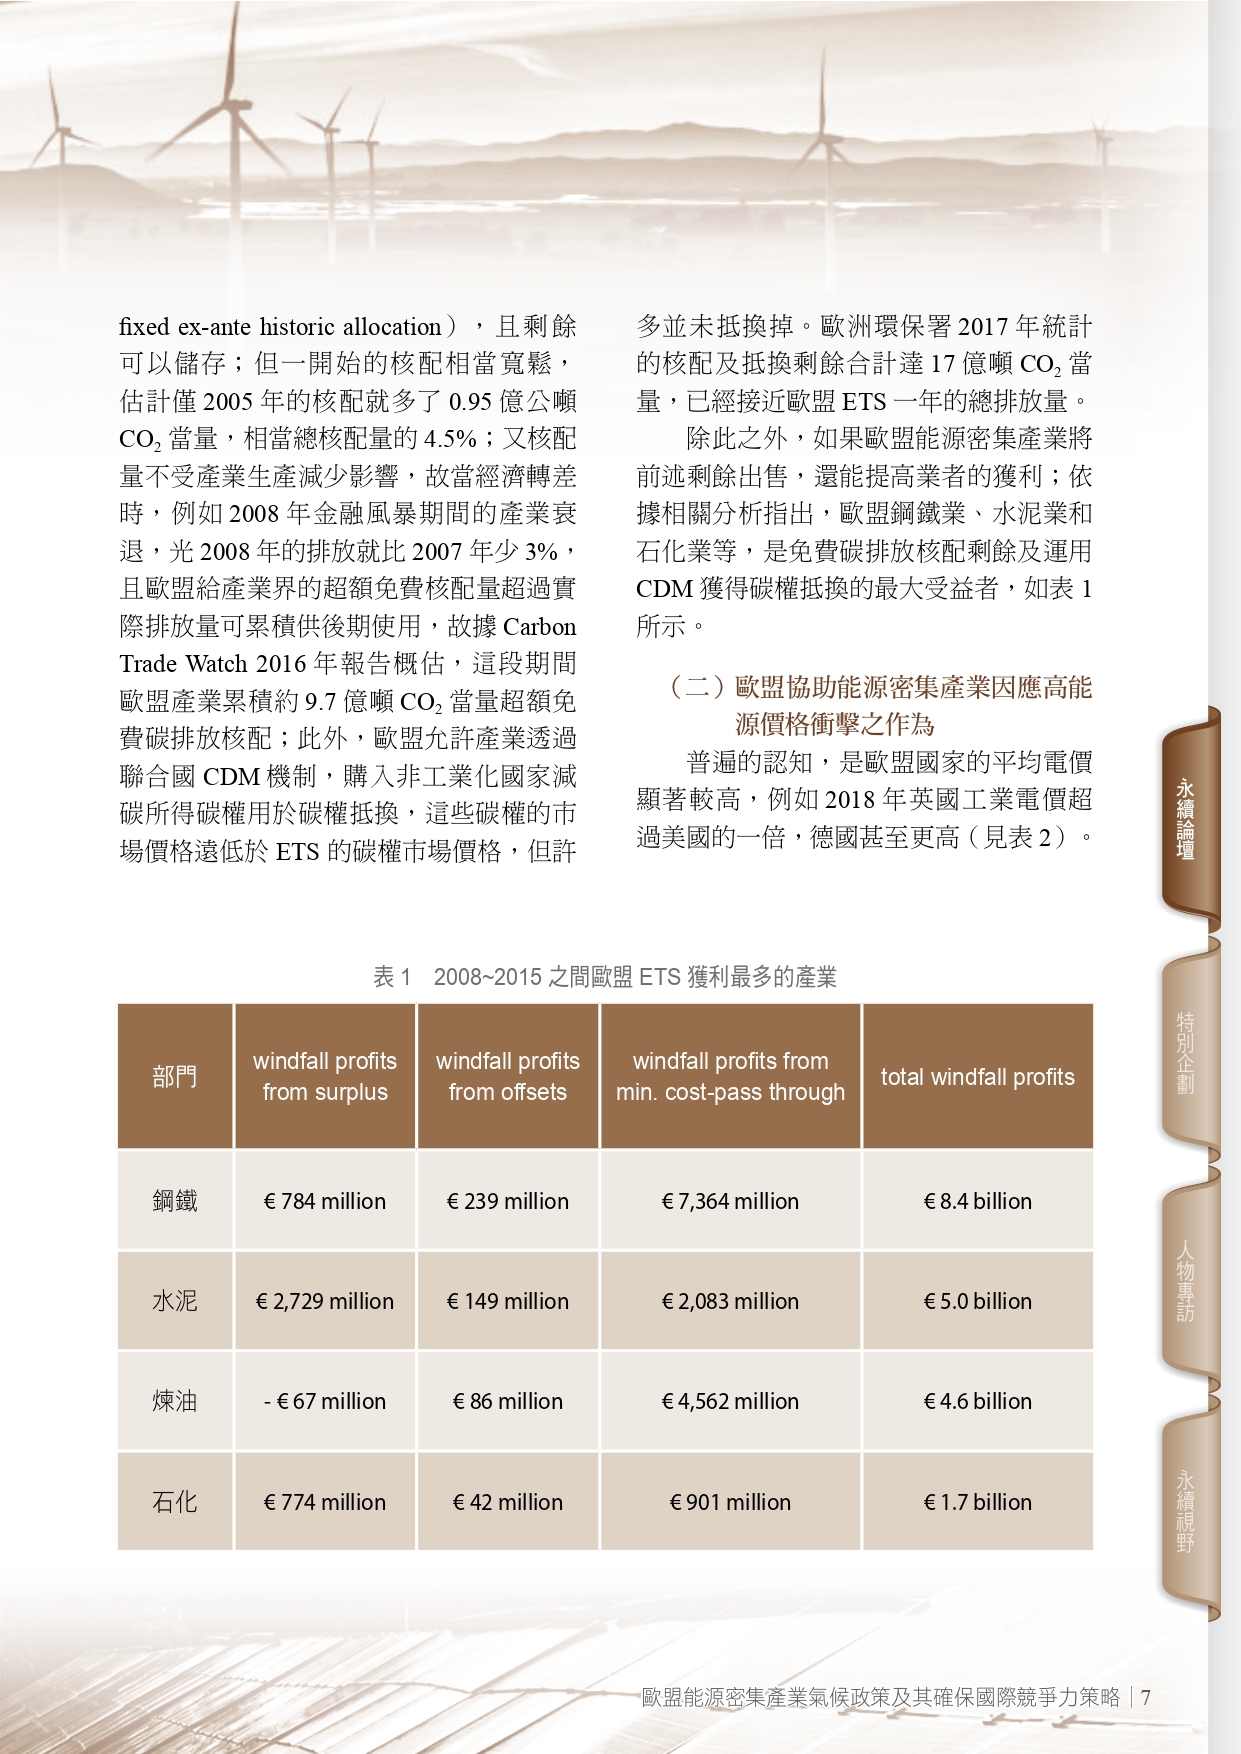 fixed ex-ante historic allocation），且剩餘
可以儲存；但一開始的核配相當寬鬆，
估計僅 2005 年的核配就多了 0.95 億公噸
CO₂ 當量，相當總核配量的 4.5%；又核配
量不受產業生產減少影響，故當經濟轉差
時，例如 2008 年金融風暴期間的產業衰
退，光 2008 年的排放就比 2007 年少 3%，
且歐盟給產業界的超額免費核配量超過實
際排放量可累積供後期使用，故據 Carbon
Trade Watch 2016 年報告概估，這段期間
歐盟產業累積約 9.7 億噸 CO₂ 當量超額免
費碳排放核配；此外，歐盟允許產業透過
聯合國 CDM 機制，購入非工業化國家減
碳所得碳權用於碳權抵換，這些碳權的市
場價格遠低於 ETS 的碳權市場價格，但許
多並未抵換掉。歐洲環保署 2017 年統計
的核配及抵換剩餘合計達 17 億噸 CO₂ 當
量，已經接近歐盟 ETS 一年的總排放量。
除此之外，如果歐盟能源密集產業將
前述剩餘出售，還能提高業者的獲利；依
據相關分析指出，歐盟鋼鐵業、水泥業和
石化業等，是免費碳排放核配剩餘及運用
CDM 獲得碳權抵換的最大受益者，如表 1
所示。
（二）歐盟協助能源密集產業因應高能
源價格衝擊之作為
普遍的認知，是歐盟國家的平均電價
顯著較高，例如 2018 年英國工業電價超
過美國的一倍，德國甚至更高（見表 2）。
表 1　2008~2015 之間歐盟 ETS 獲利最多的產業
部門
windfall profits
from surplus
windfall profits
from offsets
windfall profits from
min. cost-pass through
total windfall profits
鋼鐵
€ 784 million
€ 239 million
€ 7,364 million
€ 8.4 billion
水泥
€ 2,729 million
€ 149 million
€ 2,083 million
€ 5.0 billion
煉油
- € 67 million
€ 86 million
€ 4,562 million
€ 4.6 billion
石化
€ 774 million
€ 42 million
€ 901 million
€ 1.7 billion
永續論壇
特別企劃
人物專訪
永續視野
歐盟能源密集產業氣候政策及其確保國際競爭力策略｜7